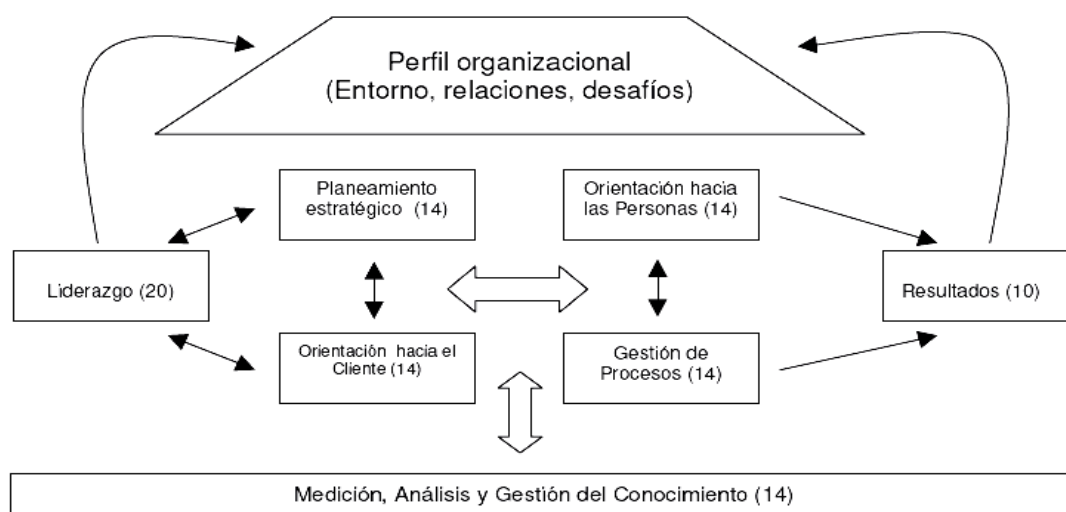 Perfil organizacional
(Entorno, relaciones, desafíos)
Planeamiento
estratégico (14)
Orientación hacia
las Personas (14)
Liderazgo (20)
Resultados (10)
Orientación hacia el
Cliente (14)
Gestión de
Procesos (14)
Medición, Análisis y Gestión del Conocimiento (14)